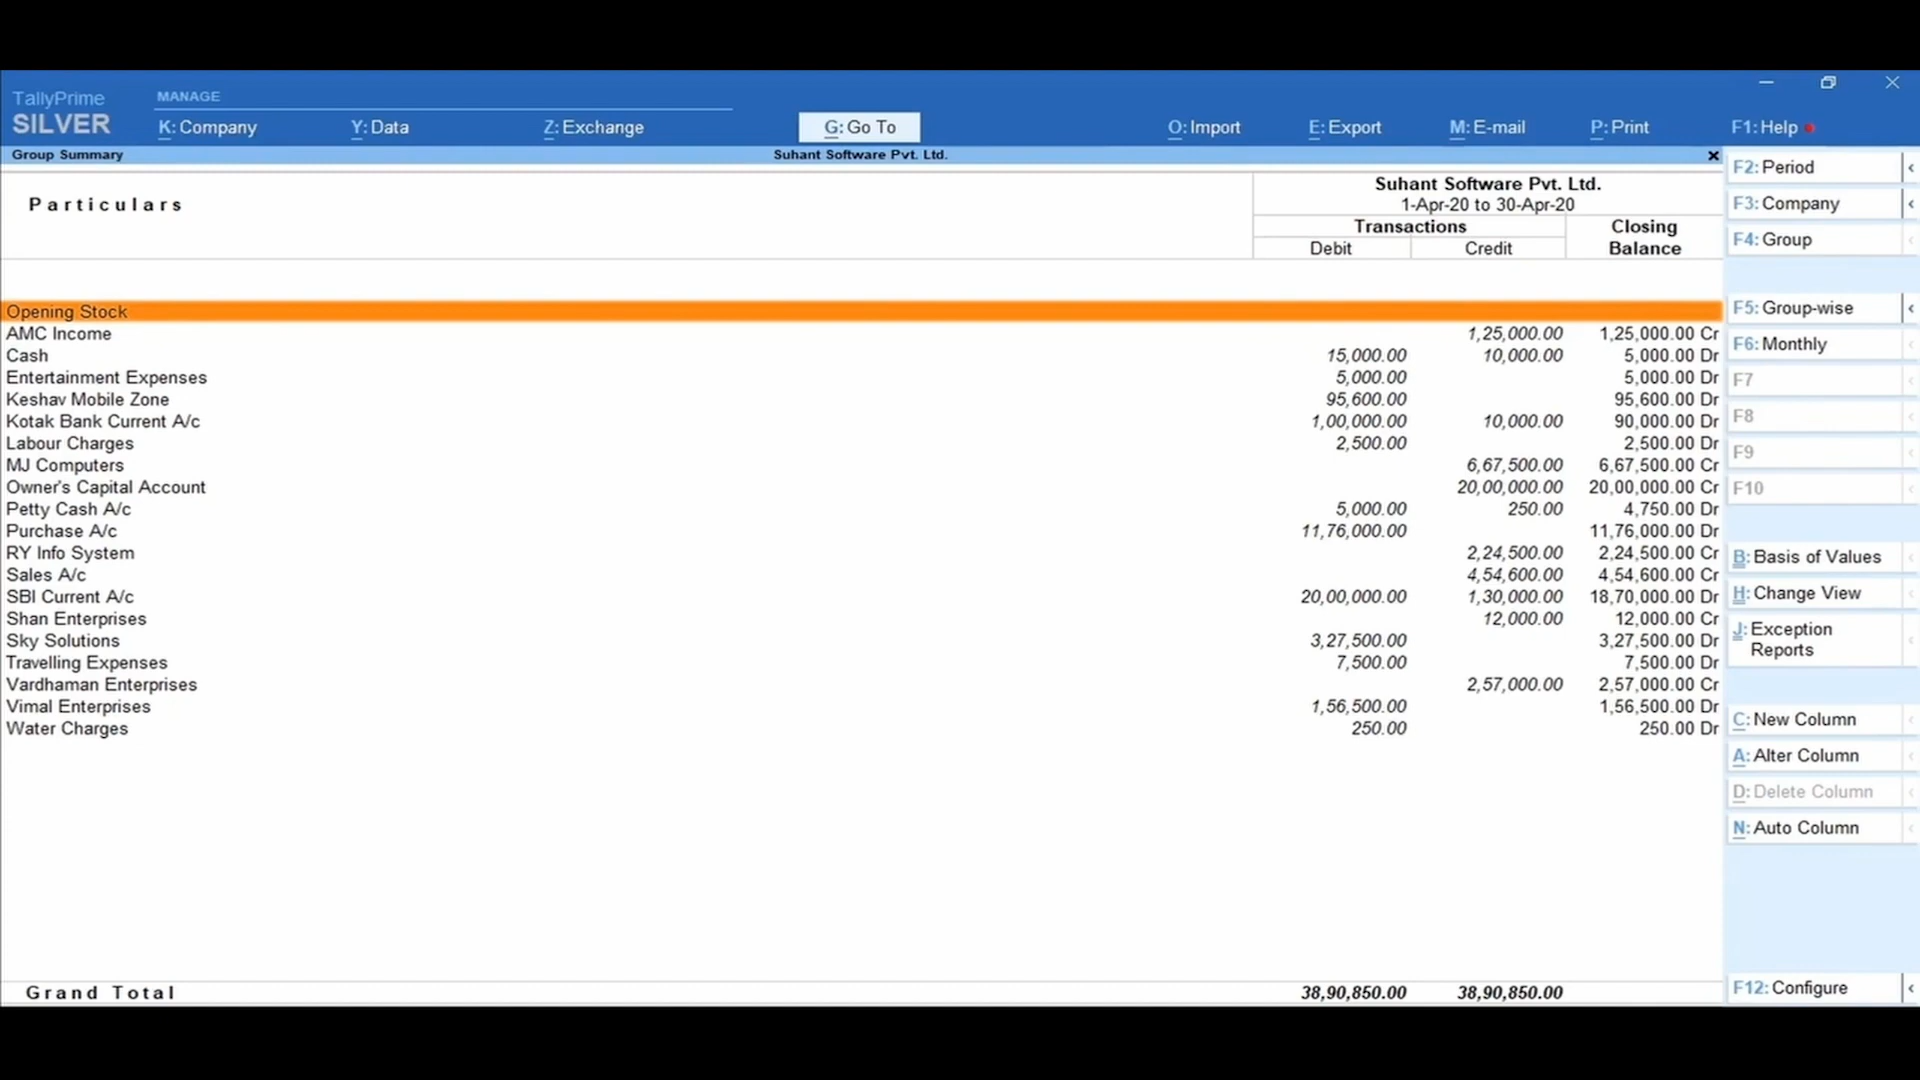 TallyPrime
SILVER
MANAGE
K: Company Y: Data Z: Exchange G: Go To O: Import E: Export M: E-mail P: Print F1: Help
Group Summary Suhant Software Pvt. Ltd. x
Particulars Suhant Software Pvt. Ltd.
1-Apr-20 to 30-Apr-20
Transactions Closing
Debit Credit Balance
Opening Stock
AMC Income 1,25,000.00 1,25,000.00 Cr
Cash 15,000.00 10,000.00 5,000.00 Dr
Entertainment Expenses 5,000.00 5,000.00 Dr
Keshav Mobile Zone 95,600.00 95,600.00 Dr
Kotak Bank Current A/c 1,00,000.00 10,000.00 90,000.00 Dr
Labour Charges 2,500.00 2,500.00 Dr
MJ Computers 6,67,500.00 6,67,500.00 Cr
Owner's Capital Account 20,00,000.00 20,00,000.00 Cr
Petty Cash A/c 5,000.00 250.00 4,750.00 Dr
Purchase A/c 11,76,000.00 11,76,000.00 Dr
RY Info System 2,24,500.00 2,24,500.00 Cr
Sales A/c 4,54,600.00 4,54,600.00 Cr
SBI Current A/c 20,00,000.00 1,30,000.00 18,70,000.00 Dr
Shan Enterprises 12,000.00 12,000.00 Cr
Sky Solutions 3,27,500.00 3,27,500.00 Dr
Travelling Expenses 7,500.00 7,500.00 Dr
Vardhaman Enterprises 2,57,000.00 2,57,000.00 Cr
Vimal Enterprises 1,56,500.00 1,56,500.00 Dr
Water Charges 250.00 250.00 Dr
Grand Total 38,90,850.00 38,90,850.00
F2: Period
F3: Company
F4: Group
F5: Group-wise
F6: Monthly
F7
F8
F9
F10
B: Basis of Values
H: Change View
J: Exception
Reports
C: New Column
A: Alter Column
D: Delete Column
N: Auto Column
F12: Configure